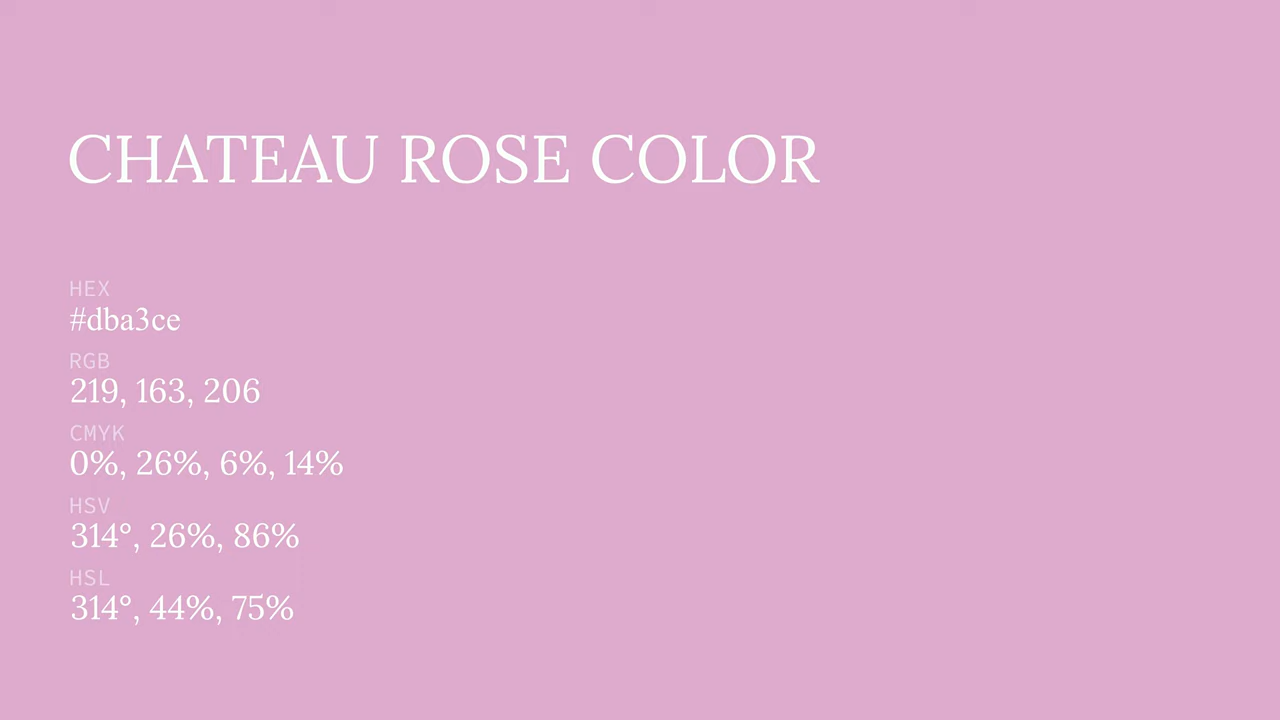 CHATEAU ROSE COLOR
HEX
#dba3ce
RGB
219, 163, 206
CMYK
0%, 26%, 6%, 14%
HSV
314°, 26%, 86%
HSL
314°, 44%, 75%